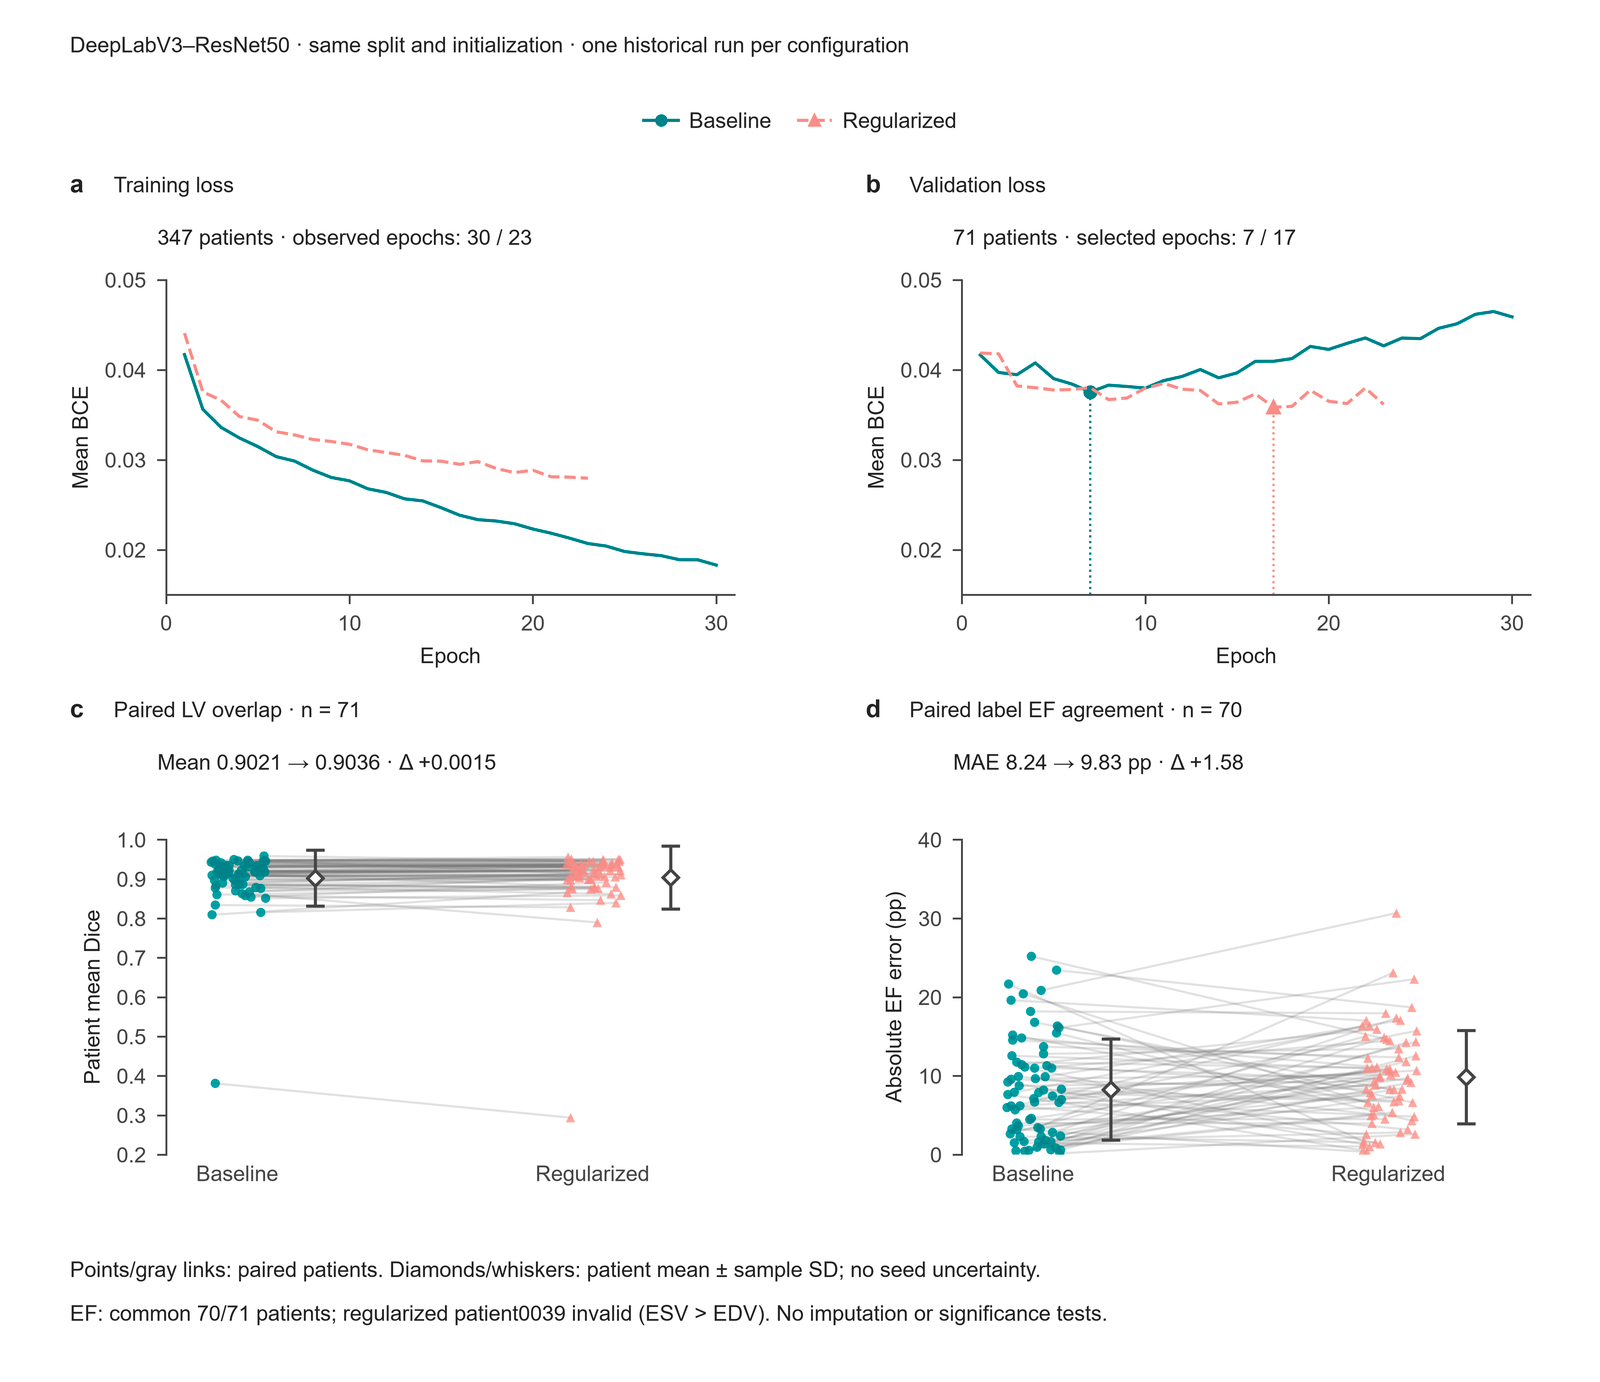 DeepLabV3–ResNet50 · same split and initialization · one historical run per configuration
Baseline
Regularized
a Training loss
347 patients · observed epochs: 30 / 23
0.05
0.04
0.03
0.02
Mean BCE
0 10 20 30
Epoch
b Validation loss
71 patients · selected epochs: 7 / 17
0.05
0.04
0.03
0.02
Mean BCE
0 10 20 30
Epoch
c Paired LV overlap · n = 71
Mean 0.9021 → 0.9036 · Δ +0.0015
1.0
0.9
0.8
0.7
0.6
0.5
0.4
0.3
0.2
Patient mean Dice
Baseline Regularized
d Paired label EF agreement · n = 70
MAE 8.24 → 9.83 pp · Δ +1.58
40
30
20
10
0
Absolute EF error (pp)
Baseline Regularized
Points/gray links: paired patients. Diamonds/whiskers: patient mean ± sample SD; no seed uncertainty.
EF: common 70/71 patients; regularized patient0039 invalid (ESV > EDV). No imputation or significance tests.